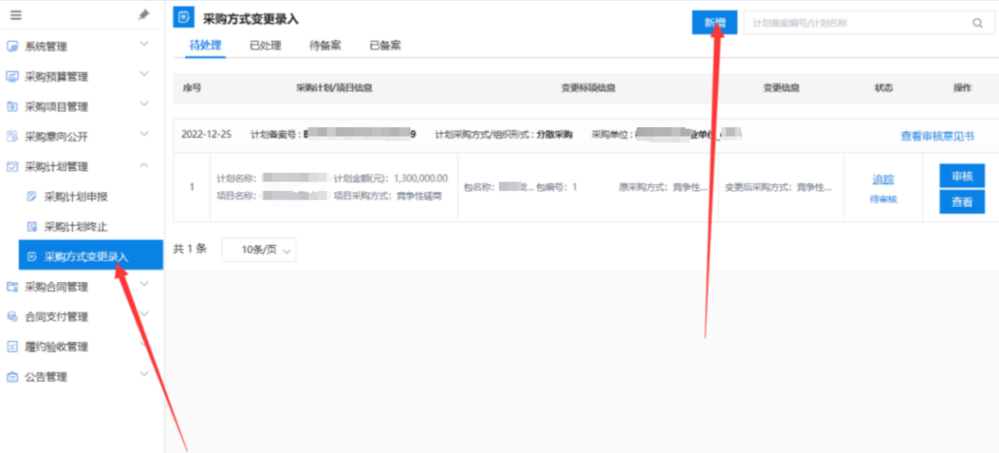 采购方式变更录入
新增
计划备案编号/计划名称
待处理 已处理 待备案 已备案
系统管理
采购预算管理
采购项目管理
采购意向公开
采购计划管理
采购计划申报
采购计划终止
采购方式变更录入
采购合同管理
合同支付管理
履约验收管理
公告管理
序号 采购计划/项目信息 变更标项信息 变更信息 状态 操作
2022-12-25 计划备案号: 9 计划采购方式/组织形式: 分散采购 采购单位: 业单位_ 查看审核意见书
1 计划名称: 计划金额(元): 1,300,000.00
项目名称: 项目采购方式: 竞争性磋商
包名称: 货... 包编号: 1 原采购方式: 竞争性...
变更后采购方式: 竞争性...
追踪
待审核
审核
查看
共 1 条 10条/页